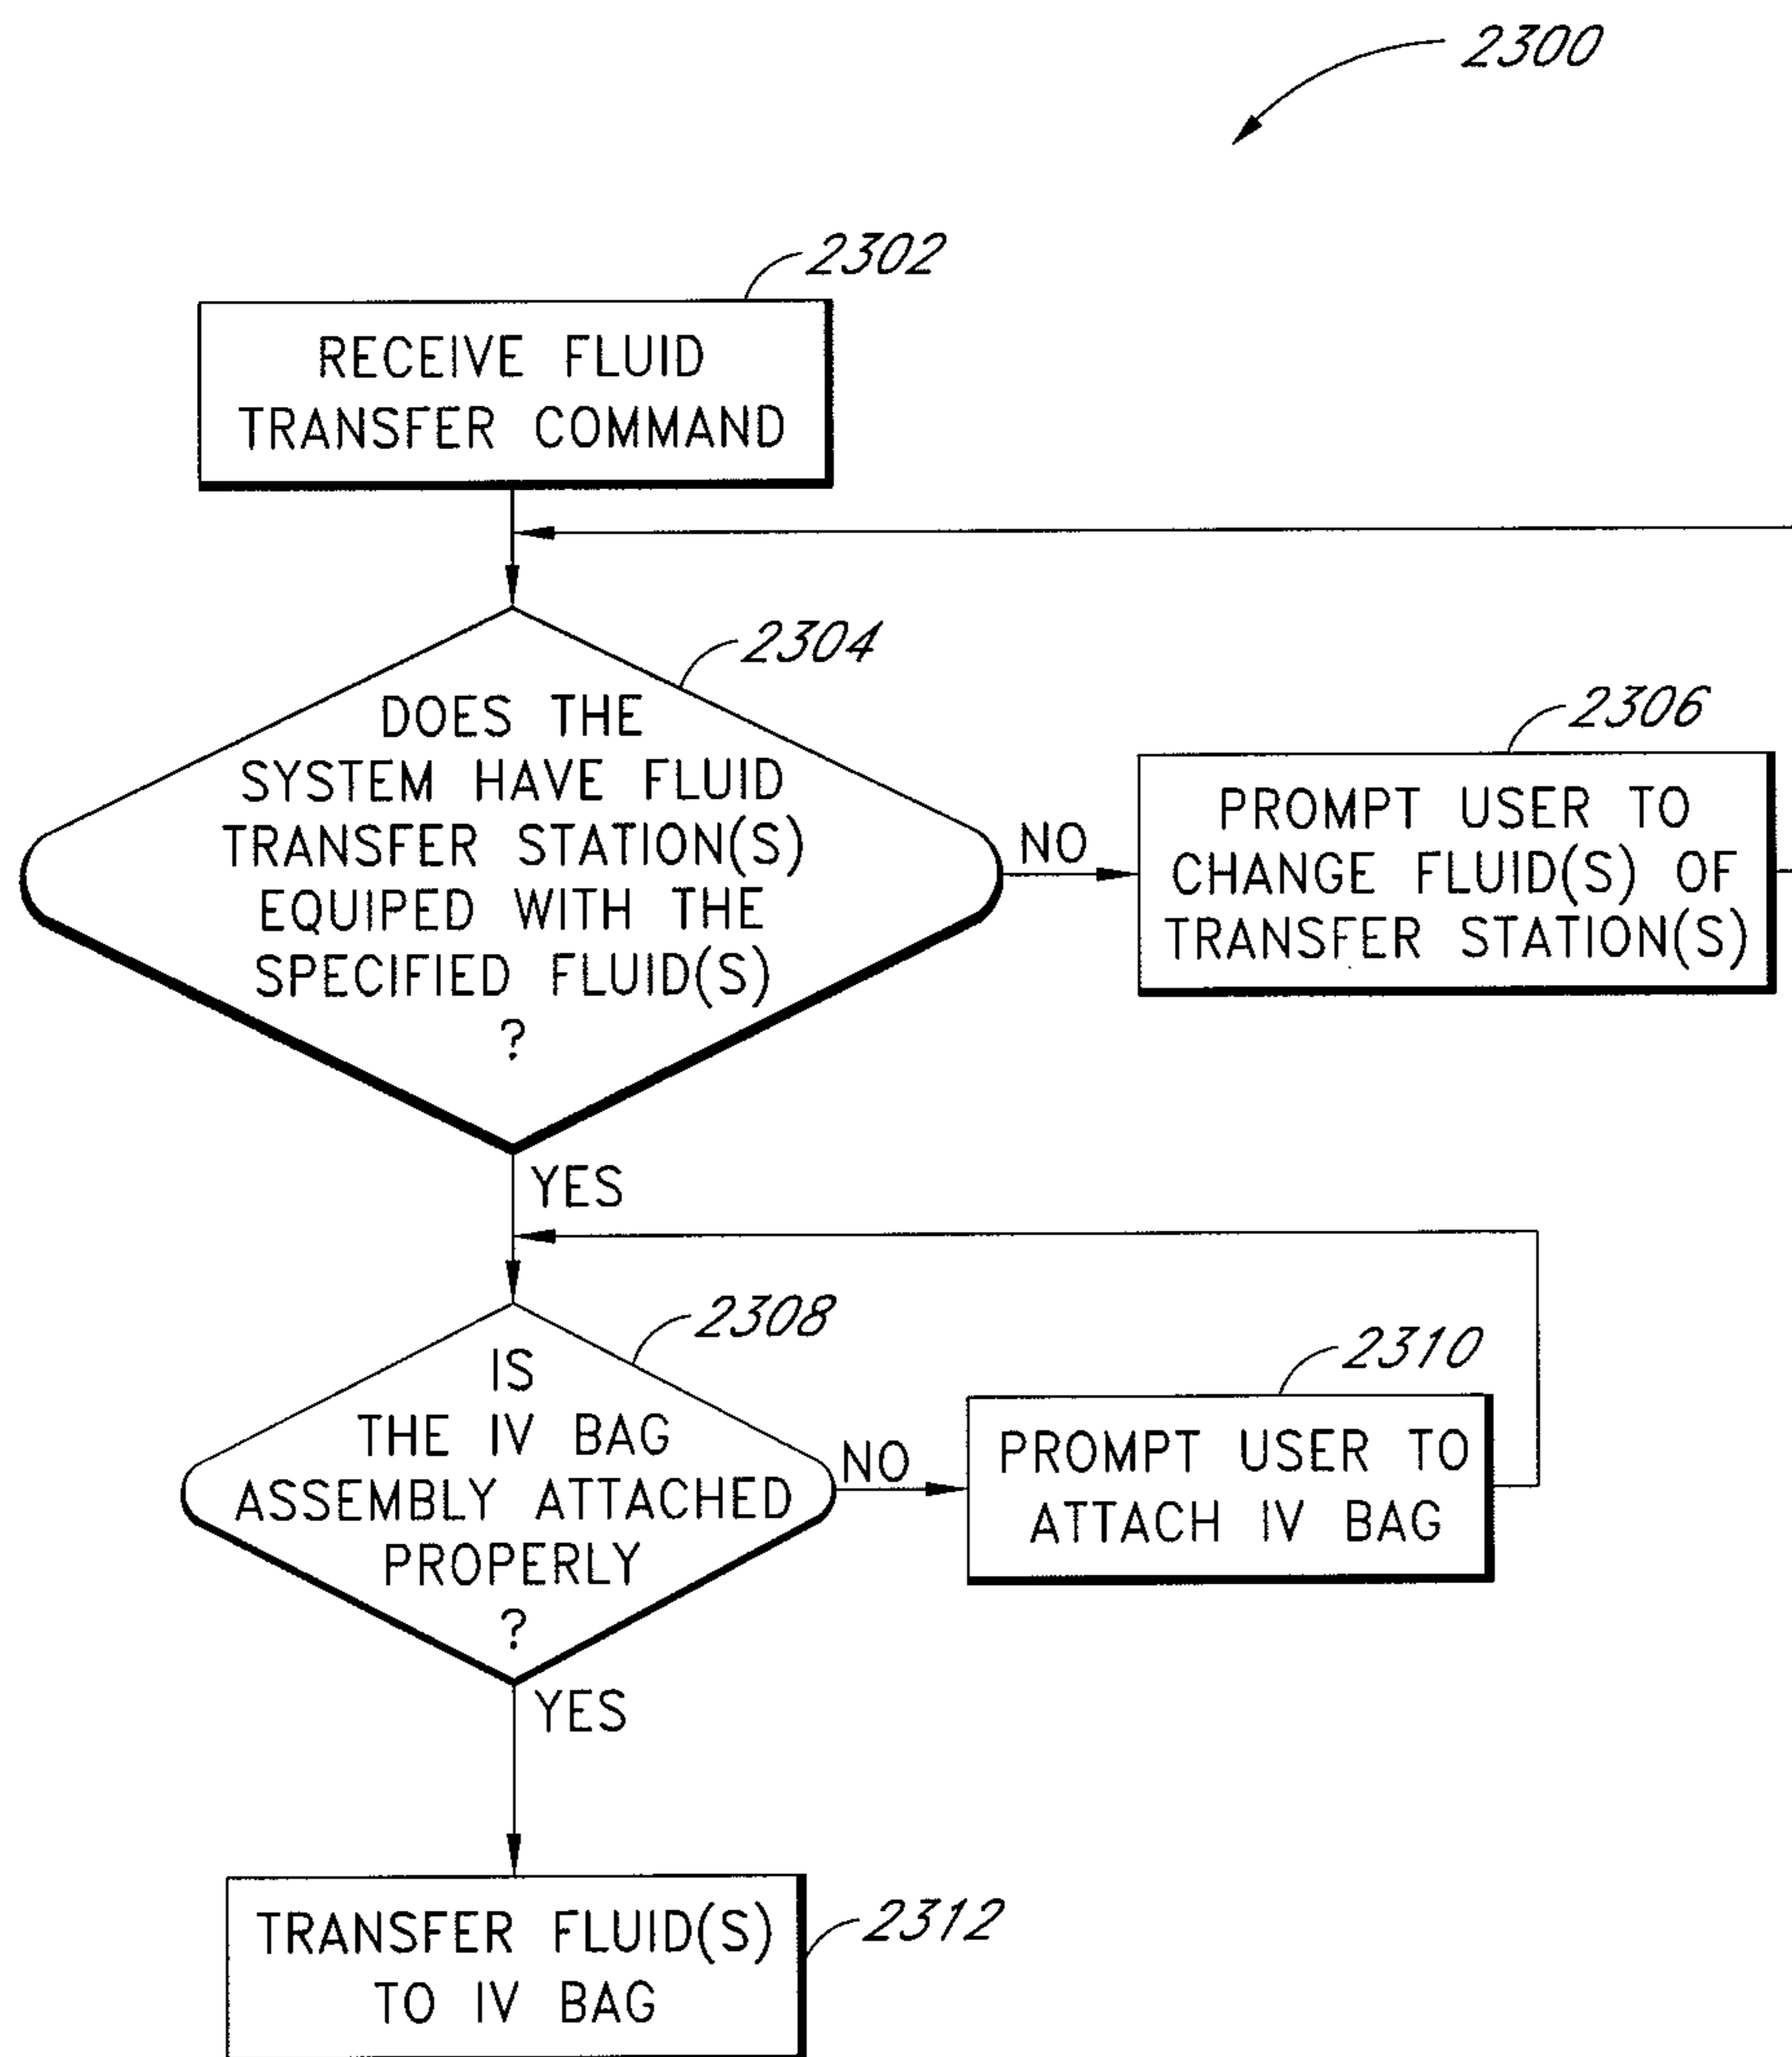 2300
2302
RECEIVE FLUID
TRANSFER COMMAND
2304
DOES THE
SYSTEM HAVE FLUID
TRANSFER STATION(S)
EQUIPED WITH THE
SPECIFIED FLUID(S)
?
NO
2306
PROMPT USER TO
CHANGE FLUID(S) OF
TRANSFER STATION(S)
YES
2308
IS
THE IV BAG
ASSEMBLY ATTACHED
PROPERLY
?
NO
2310
PROMPT USER TO
ATTACH IV BAG
YES
TRANSFER FLUID(S)
TO IV BAG
2312